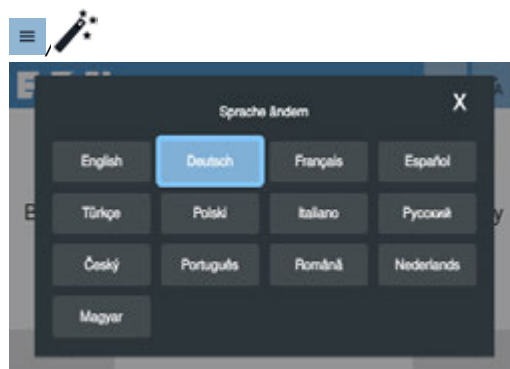 Sprache ändern X
English Deutsch Français Español
Türkçe Polski Italiano Русский
Český Português Română Nederlands
Magyar